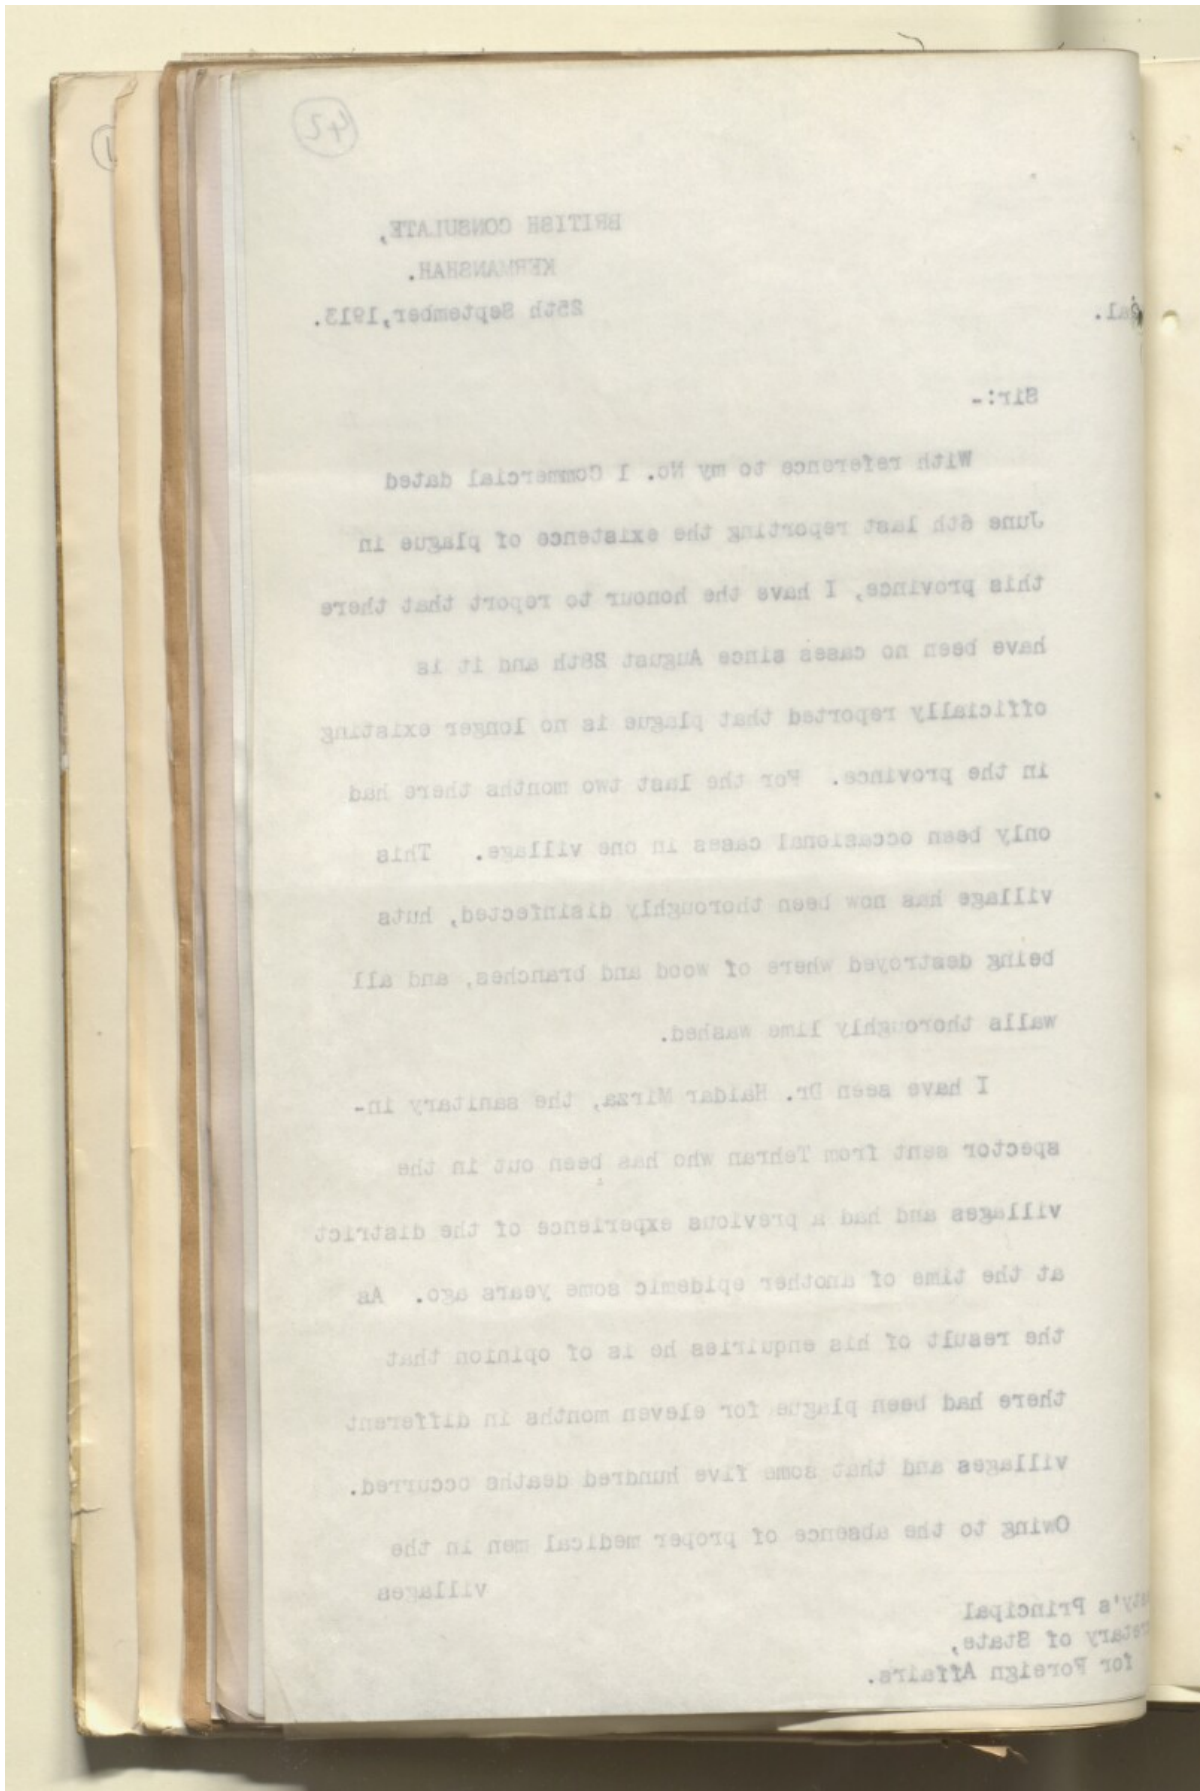 42
BRITISH CONSULATE,
KERMANSHAH.
25th September,1913.
Sir:-
With reference to my No. 1 Commercial dated
June 6th last reporting the existence of plague in
this province, I have the honour to report that there
have been no cases since August 28th and it is
officially reported that plague is no longer existing
in the province. For the last two months there had
only been occasional cases in one village. This
village has now been thoroughly disinfected, huts
being destroyed where of wood and branches, and all
walls thoroughly lime washed.
I have seen Dr. Haidar Mirza, the sanitary in-
spector sent from Tehran who has been out in the
villages and had a previous experience of the district
at the time of another epidemic some years ago. As
the result of his enquiries he is of opinion that
there had been plague for eleven months in different
villages and that some five hundred deaths occurred.
Owing to the absence of proper medical men in the
villages
sty's Principal
retary of State,
for Foreign Affairs.